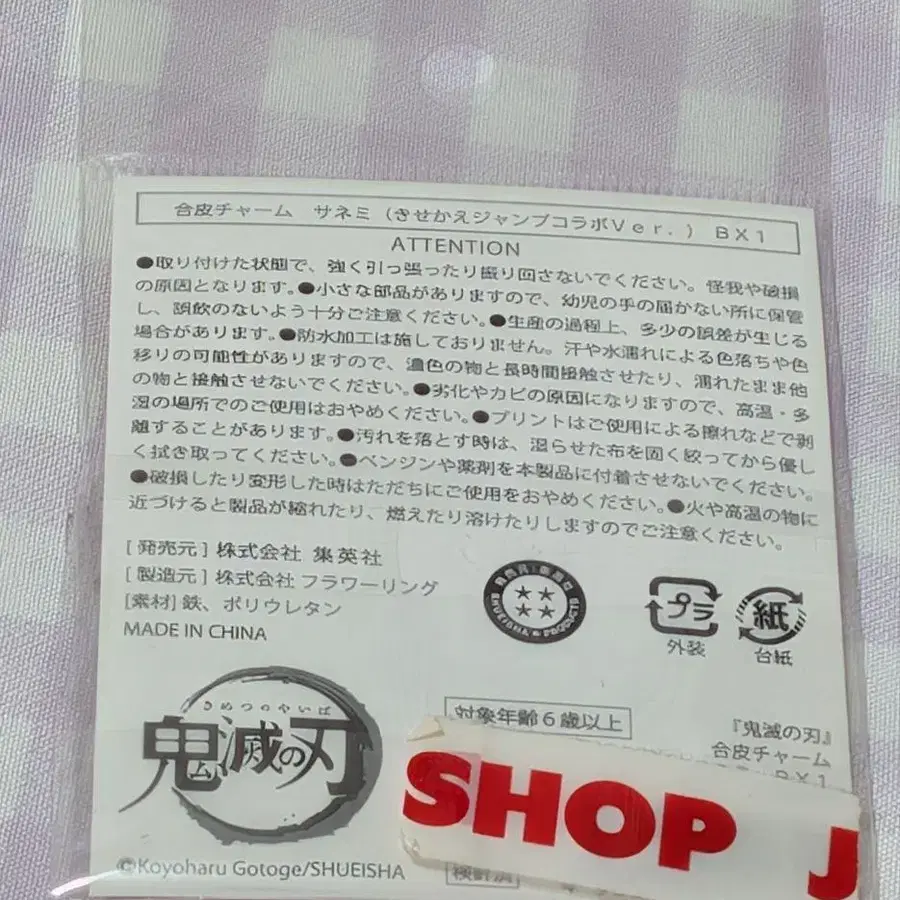 合皮チャーム　サネミ（きせかえジャンプコラボVer.）　BX1
ATTENTION
●取り付けた状態で、強く引っ張ったり振り回さないでください。怪我や破損
の原因となります。●小さな部品がありますので、幼児の手の届かない所に保管
し、誤飲のないよう十分ご注意ください。●生産の過程上、多少の誤差が生じる
場合があります。●防水加工は施しておりません。汗や水濡れによる色落ちや色
移りの可能性がありますので、濃色の物と長時間接触させたり、濡れたまま他
の物と接触させないでください。●劣化やカビの原因になりますので、高温・多
湿の場所でのご使用はおやめください。●プリントはご使用による擦れなどで剥
離することがあります。●汚れを落とす時は、湿らせた布を固く絞ってから優し
く拭き取ってください。●ベンジンや薬剤を本製品に付着させないでください。
●破損したり変形した時はただちにご使用をおやめください。●火や高温の物に
近づけると製品が縮れたり、燃えたり溶けたりしますのでご注意ください。
[発売元] 株式会社 集英社
[製造元] 株式会社 フラワーリング
[素材] 鉄、ポリウレタン
MADE IN CHINA
SHUEISHA PRODUCTS
プラ
外装
紙
台紙
きめつのやいば
鬼滅の刃
対象年齢6歳以上
『鬼滅の刃』
合皮チャーム
BX1
SHOP J
©Koyoharu Gotoge/SHUEISHA